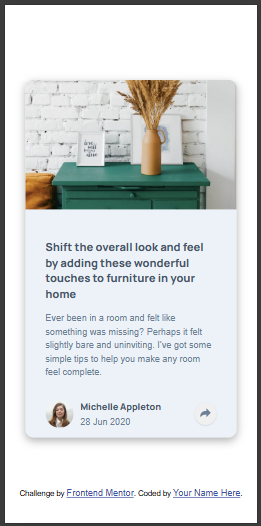 Shift the overall look and feel
by adding these wonderful
touches to furniture in your
home
Ever been in a room and felt like
something was missing? Perhaps it felt
slightly bare and uninviting. I've got some
simple tips to help you make any room
feel complete.
Michelle Appleton
28 Jun 2020
Challenge by Frontend Mentor. Coded by Your Name Here.